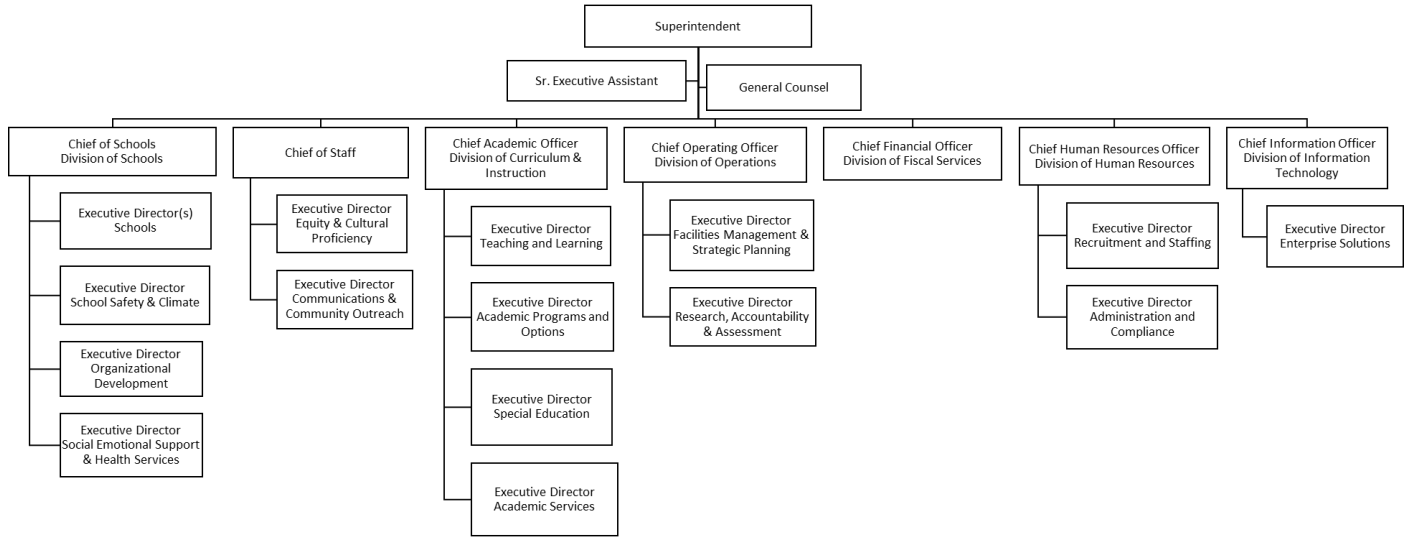 Superintendent
Sr. Executive Assistant
General Counsel
Chief of Schools
Division of Schools
Chief of Staff
Chief Academic Officer
Division of Curriculum &
Instruction
Chief Operating Officer
Division of Operations
Chief Financial Officer
Division of Fiscal Services
Chief Human Resources Officer
Division of Human Resources
Chief Information Officer
Division of Information
Technology
Executive Director(s)
Schools
Executive Director
School Safety & Climate
Executive Director
Organizational
Development
Executive Director
Social Emotional Support
& Health Services
Executive Director
Equity & Cultural
Proficiency
Executive Director
Communications &
Community Outreach
Executive Director
Teaching and Learning
Executive Director
Academic Programs and
Options
Executive Director
Special Education
Executive Director
Academic Services
Executive Director
Facilities Management &
Strategic Planning
Executive Director
Research, Accountability
& Assessment
Executive Director
Recruitment and Staffing
Executive Director
Administration and
Compliance
Executive Director
Enterprise Solutions